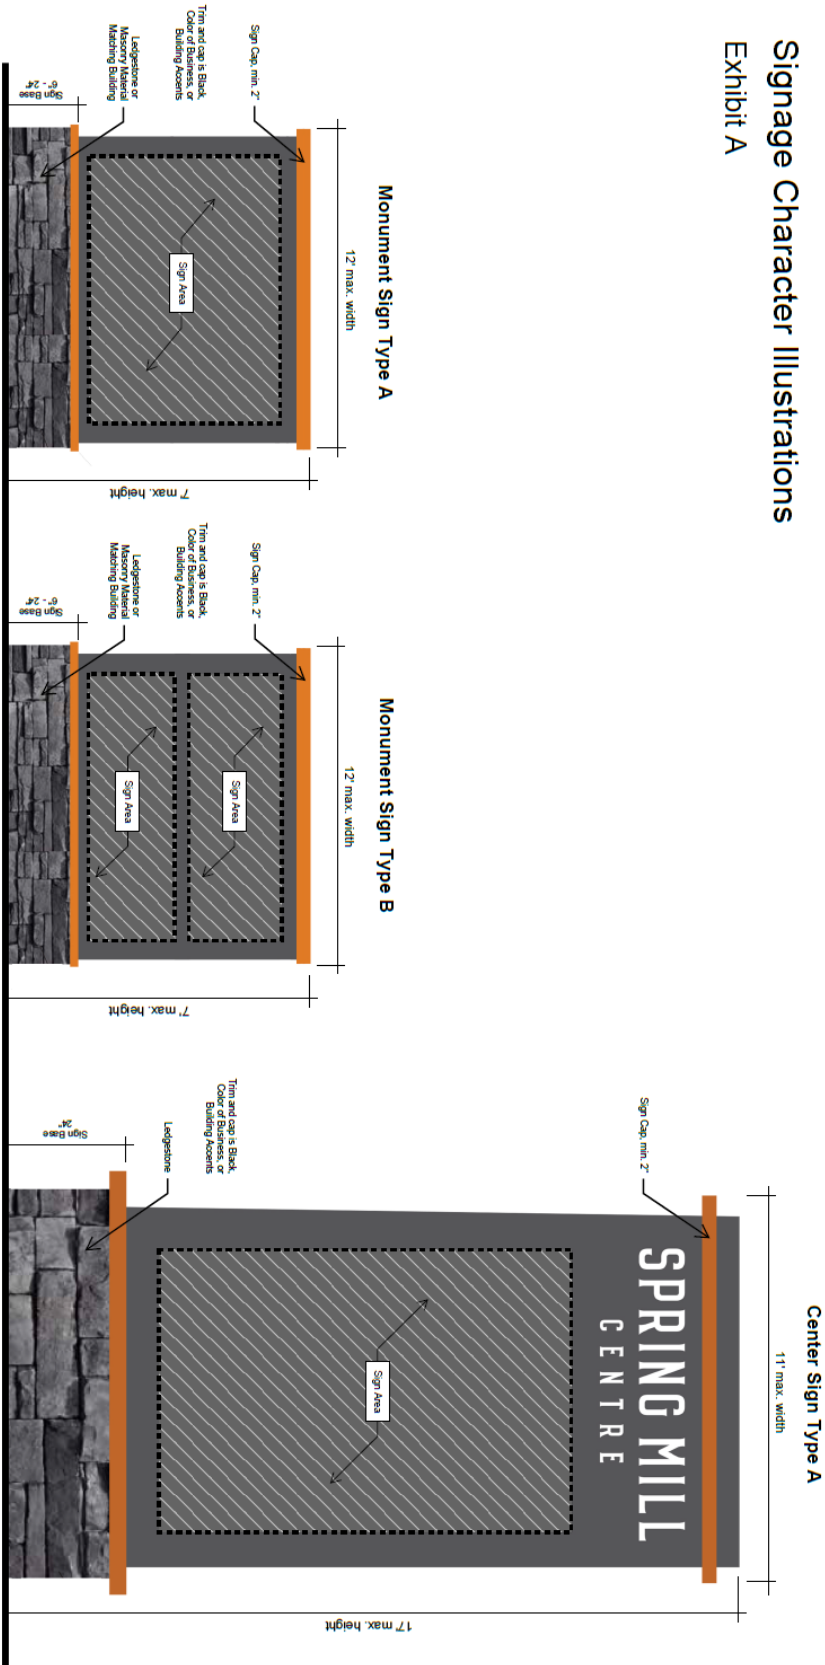 Signage Character Illustrations
Exhibit A
Monument Sign Type A
12' max. width
Sign Cap, min. 2"
Trim and cap is Black,
Color of Business, or
Building Accents
Ledgestone or
Masonry Material
Matching Building
6" - 24"
Sign Base
Sign Area
7' max. height
Monument Sign Type B
12' max. width
Sign Cap, min. 2"
Trim and cap is Black,
Color of Business, or
Building Accents
Ledgestone or
Masonry Material
Matching Building
6" - 24"
Sign Base
Sign Area
Sign Area
7' max. height
Center Sign Type A
11' max. width
Sign Cap, min. 2"
SPRING MILL
CENTRE
Sign Area
Trim and cap is Black,
Color of Business, or
Building Accents
Ledgestone
24"
Sign Base
17' max. height